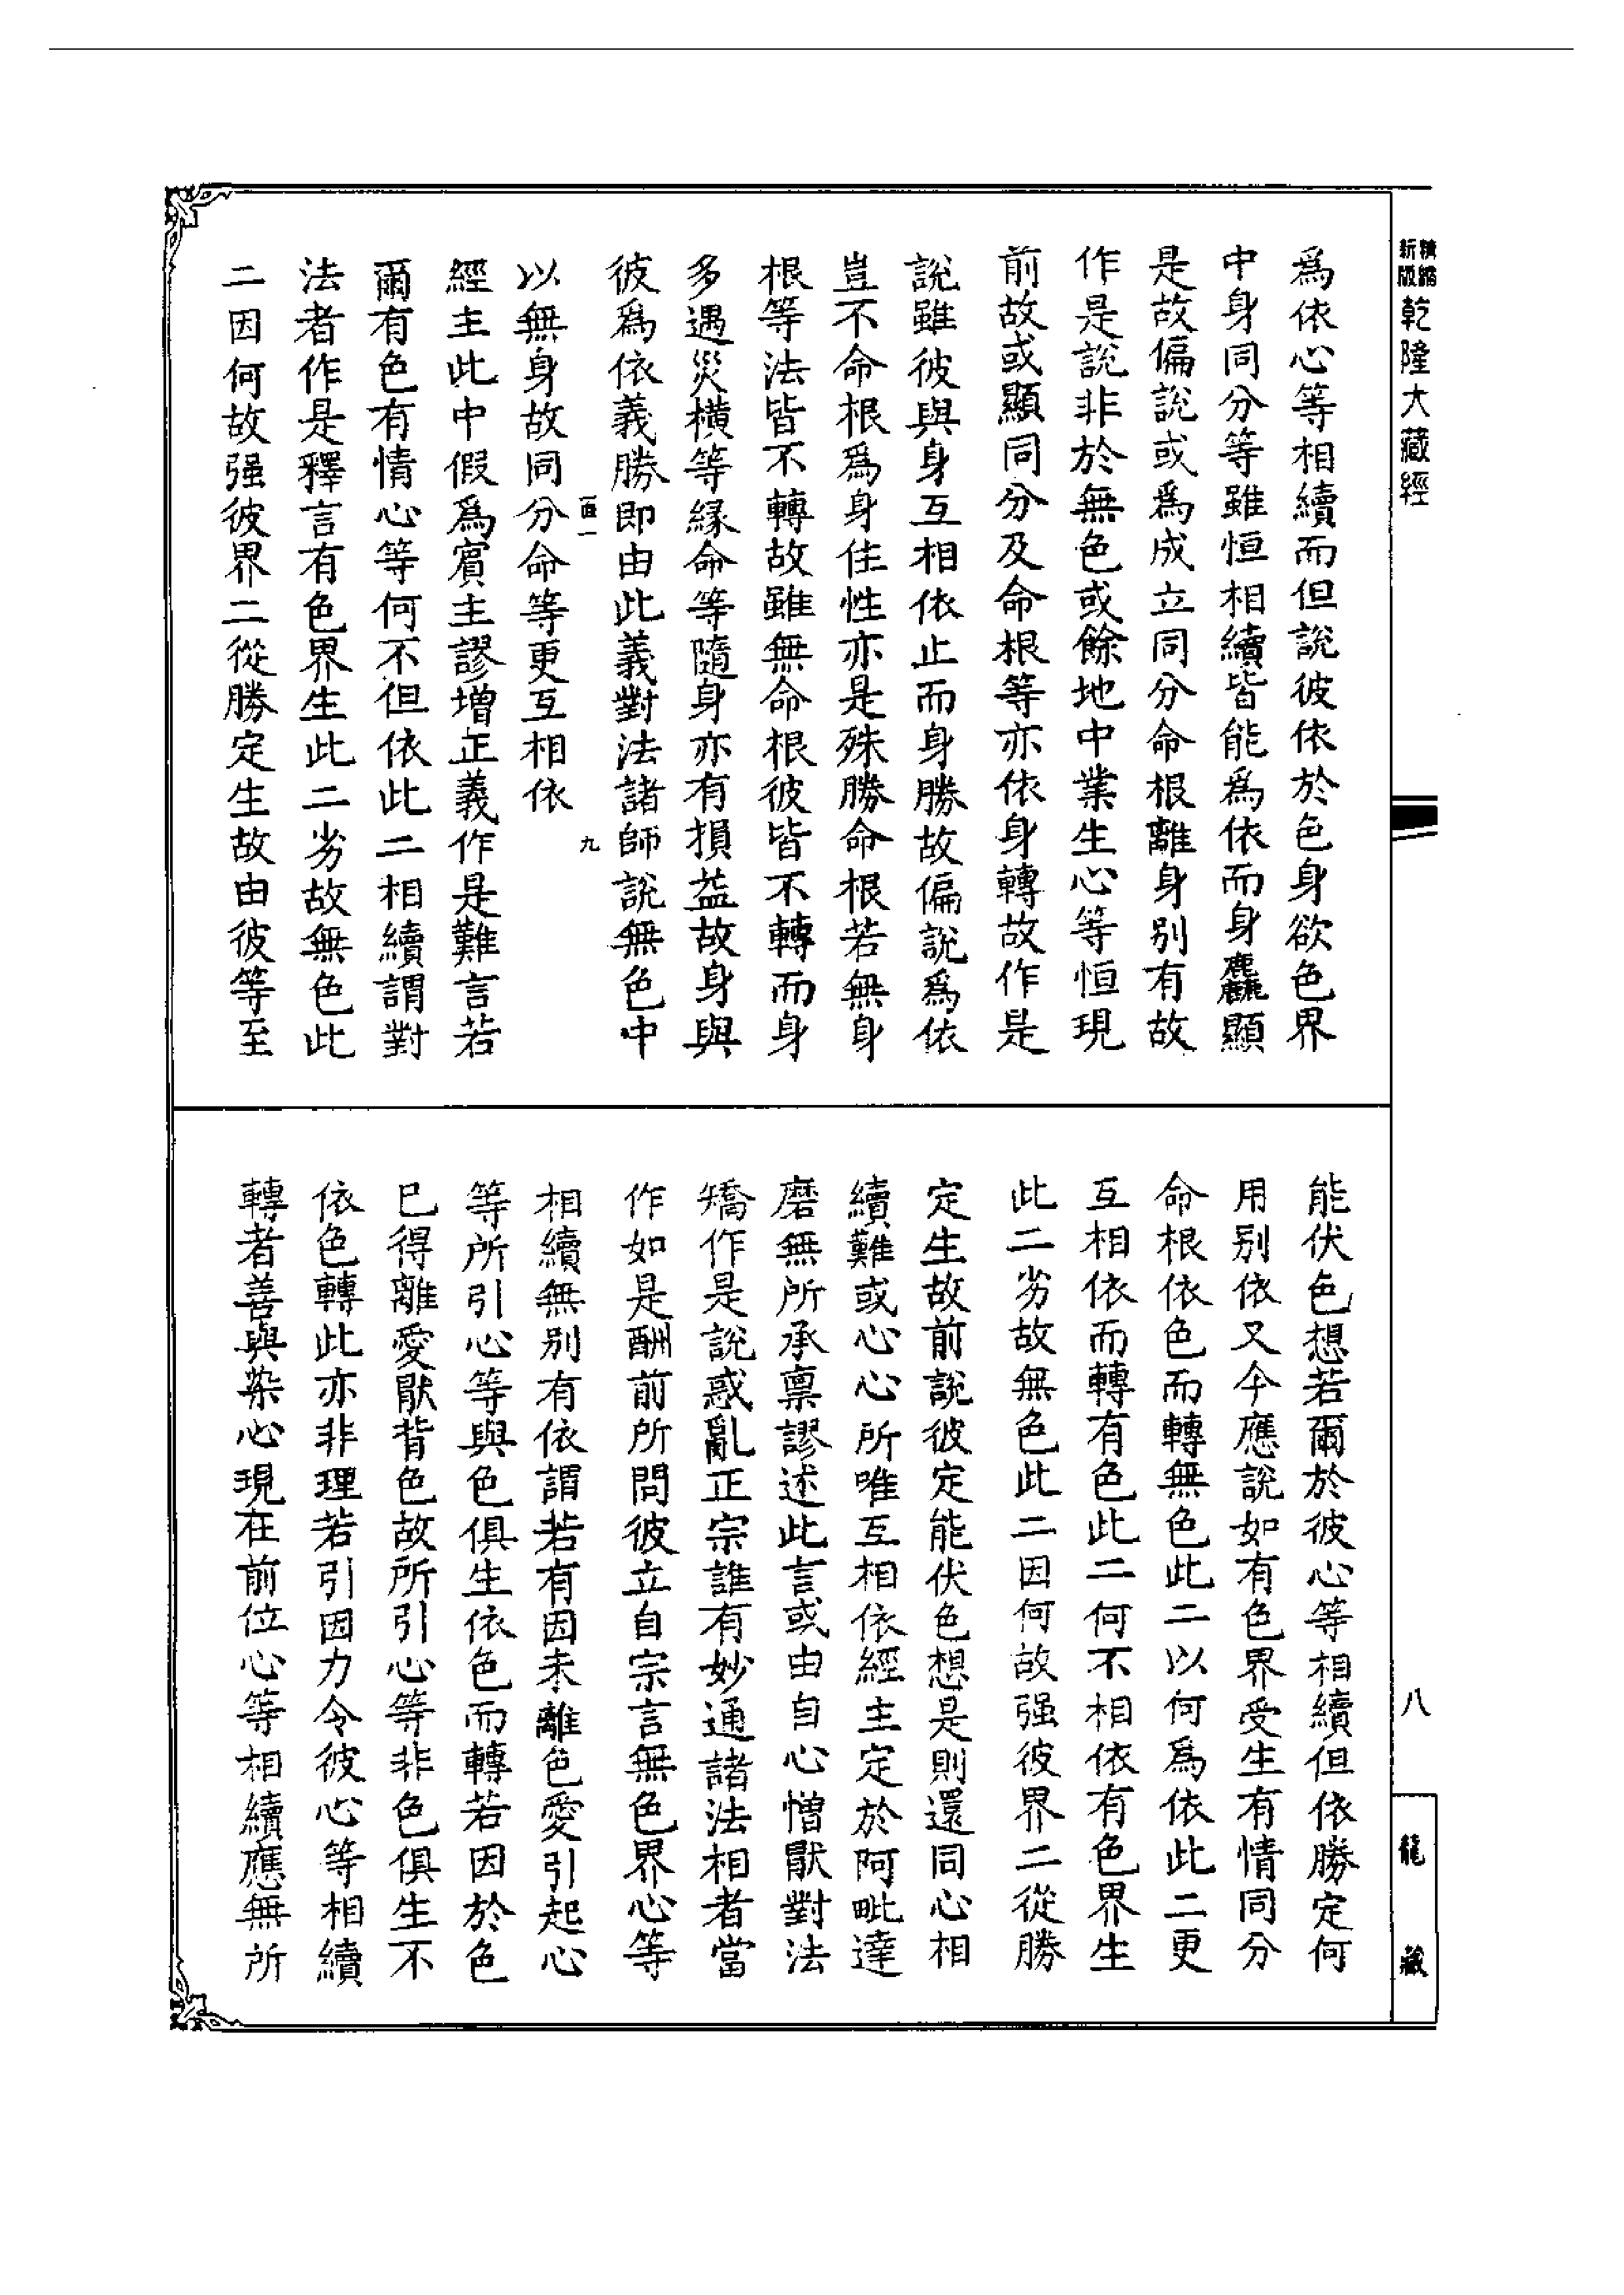 精縮
新版
乾隆大藏經
為依心等相續而但說彼依於色身欲色界
中身同分等雖恒相續皆能為依而身麤顯
是故偏說或為成立同分命根離身別有故
作是說非於無色或餘地中業生心等恒現
前故或顯同分及命根等亦依身轉故作是
說雖彼與身互相依止而身勝故偏說為依
豈不命根為身住性亦是殊勝命根若無身
根等法皆不轉故雖無命根彼皆不轉而身
多遇災橫等緣命等隨身亦有損益故身與
彼為依義勝即由此義對法諸師說無色中
九
以無身故同分命等更互相依
經主此中假為賓主謬增正義作是難言若
爾有色有情心等何不但依此二相續謂對
法者作是釋言有色界生此二劣故無色此
二因何故强彼界二從勝定生故由彼等至
能伏色想若爾於彼心等相續但依勝定何
用別依又今應說如有色界受生有情同分
命根依色而轉無色此二以何為依此二更
互相依而轉有色此二何不相依有色界生
此二劣故無色此二因何故强彼界二從勝
定生故前說彼定能伏色想是則還同心相
續難或心心所唯互相依經主定於阿毗達
磨無所承稟謬述此言或由自心憎厭對法
矯作是說惑亂正宗誰有妙通諸法相者當
作如是酬前所問彼立自宗言無色界心等
相續無別有依謂若有因未離色愛引起心
等所引心等與色俱生依色而轉若因於色
已得離愛厭背色故所引心等非色俱生不
依色轉此亦非理若引因力令彼心等相續
轉者善與染心現在前位心等相續應無所
八
龍藏